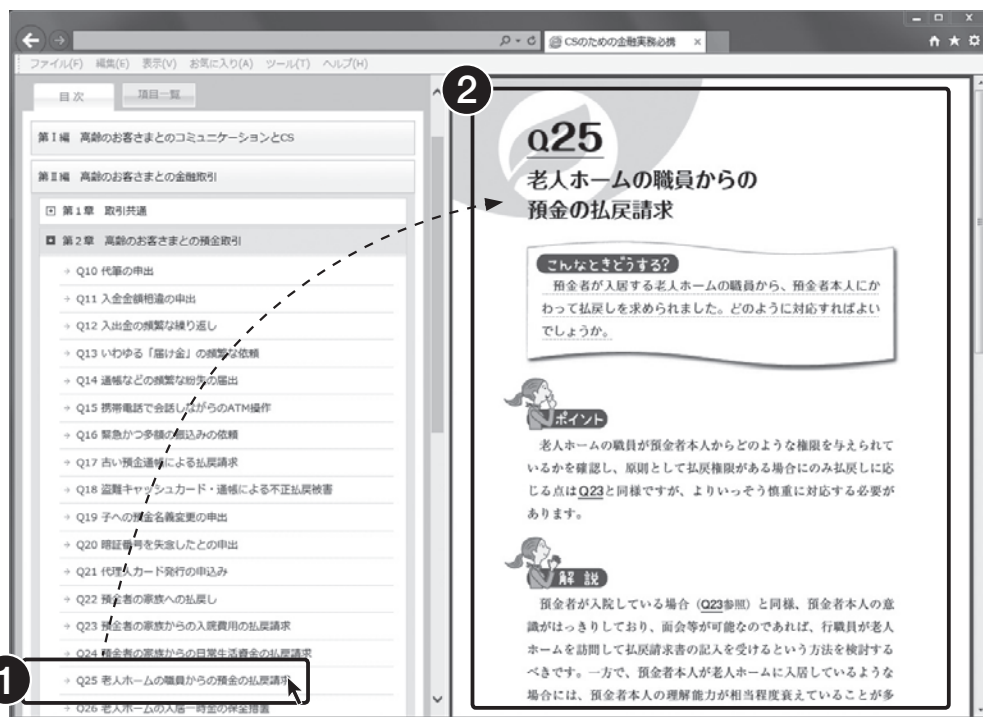 CSのための金融実務必携 ×
ファイル(F) 編集(E) 表示(V) お気に入り(A) ツール(T) ヘルプ(H)
目次 項目一覧
第Ⅰ編 高齢のお客さまとのコミュニケーションとCS
第Ⅱ編 高齢のお客さまとの金融取引
第1章 取引共通
第2章 高齢のお客さまとの預金取引
Q10 代筆の申出
Q11 入金金額相違の申出
Q12 入出金の頻繁な繰り返し
Q13 いわゆる「届け金」の頻繁な依頼
Q14 通帳などの頻繁な紛失の届出
Q15 携帯電話で会話しながらのATM操作
Q16 緊急かつ多額の振込みの依頼
Q17 古い預金通帳による払戻請求
Q18 盗難キャッシュカード・通帳による不正払戻被害
Q19 子への預金名義変更の申出
Q20 暗証番号を失念したとの申出
Q21 代理人カード発行の申込み
Q22 預金者の家族への払戻し
Q23 預金者の家族からの入院費用の払戻請求
Q24 預金者の家族からの日常生活資金の払戻請求
Q25 老人ホームの職員からの預金の払戻請求
Q26 老人ホームの入居一時金の保全措置
1
2
Q25
老人ホームの職員からの
預金の払戻請求
こんなときどうする?
預金者が入居する老人ホームの職員から、預金者本人にか
わって払戻しを求められました。どのように対応すればよい
でしょうか。
ポイント
老人ホームの職員が預金者本人からどのような権限を与えられて
いるかを確認し、原則として払戻権限がある場合にのみ払戻しに応
じる点はQ23と同様ですが、よりいっそう慎重に対応する必要が
あります。
解説
預金者が入院している場合（Q23参照）と同様、預金者本人の意
識がはっきりしており、面会等が可能なのであれば、行職員が老人
ホームを訪問して払戻請求書の記入を受けるという方法を検討する
べきです。一方で、預金者本人が老人ホームに入居しているような
場合には、預金者本人の理解能力が相当程度衰えていることが多